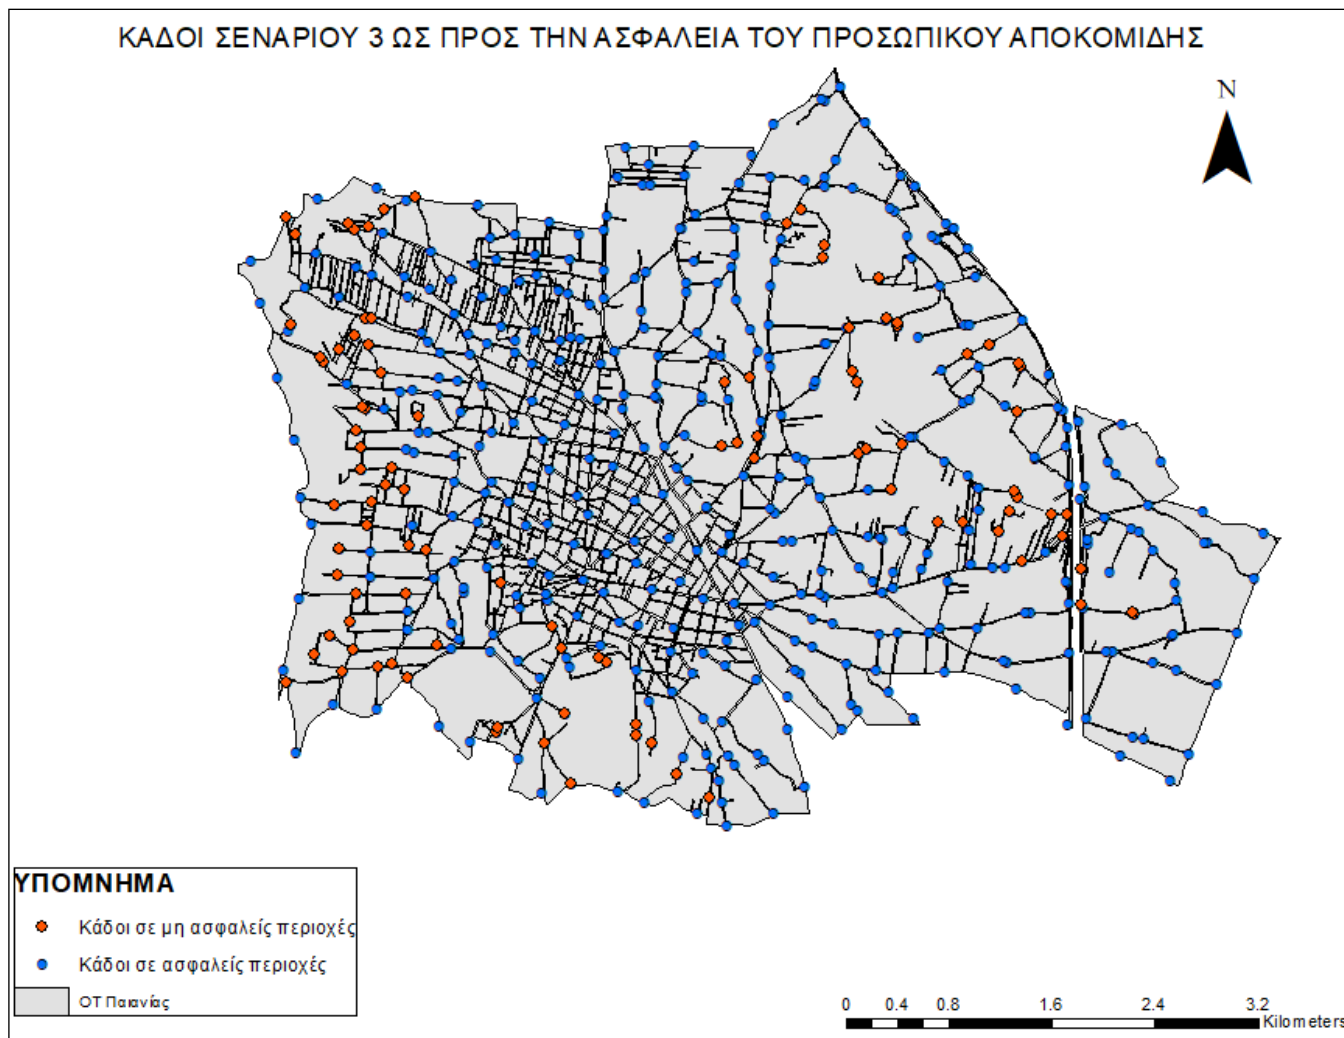 ΚΑΔΟΙ ΣΕΝΑΡΙΟΥ 3 ΩΣ ΠΡΟΣ ΤΗΝ ΑΣΦΑΛΕΙΑ ΤΟΥ ΠΡΟΣΩΠΙΚΟΥ ΑΠΟΚΟΜΙΔΗΣ
N
ΥΠΟΜΝΗΜΑ
Κάδοι σε μη ασφαλείς περιοχές
Κάδοι σε ασφαλείς περιοχές
ΟΤ Παιανίας
0 0.4 0.8 1.6 2.4 3.2
Kilometers